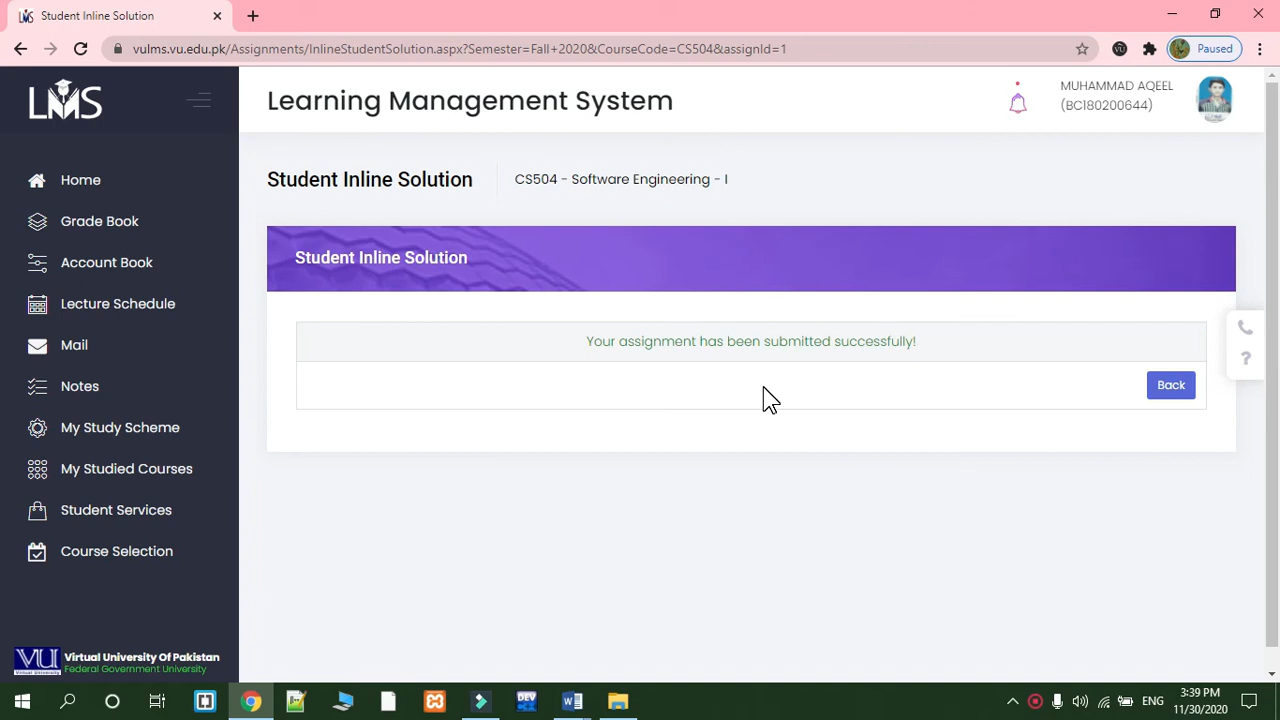 Student Inline Solution
vulms.vu.edu.pk/Assignments/InlineStudentSolution.aspx?Semester=Fall+2020&CourseCode=CS504&assignId=1
Paused
LMS
Learning Management System
MUHAMMAD AQEEL
(BC180200644)
Student Inline Solution
CS504 - Software Engineering - I
Home
Grade Book
Account Book
Lecture Schedule
Mail
Notes
My Study Scheme
My Studied Courses
Student Services
Course Selection
Student Inline Solution
Your assignment has been submitted successfully!
Back
VU
Virtual University Of Pakistan
Federal Government University
DEV
ENG
3:39 PM
11/30/2020